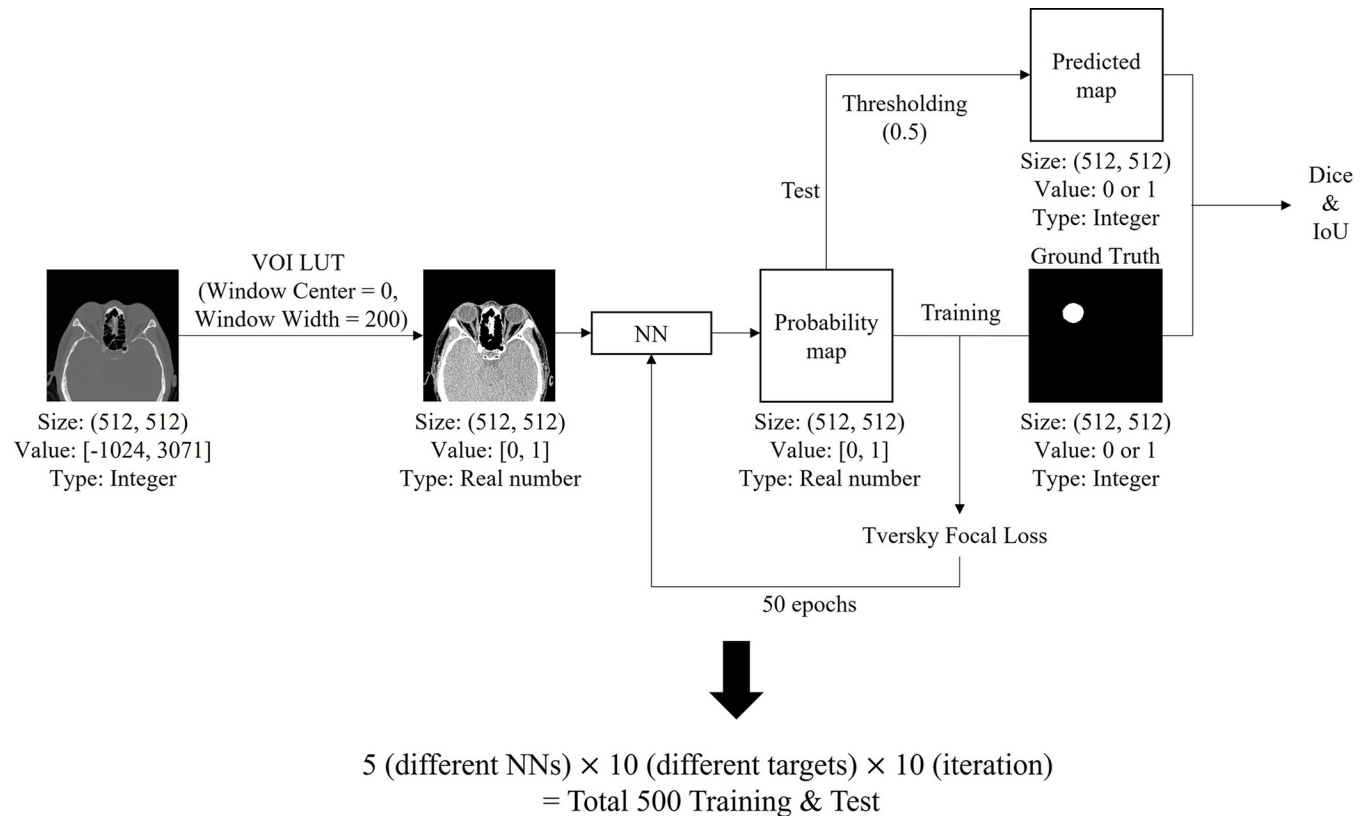 VOI LUT
(Window Center = 0,
Window Width = 200)
Size: (512, 512)
Value: [-1024, 3071]
Type: Integer
Size: (512, 512)
Value: [0, 1]
Type: Real number
NN
Probability
map
Size: (512, 512)
Value: [0, 1]
Type: Real number
Test
Thresholding
(0.5)
Predicted
map
Size: (512, 512)
Value: 0 or 1
Type: Integer
Training
Ground Truth
Size: (512, 512)
Value: 0 or 1
Type: Integer
Dice
&
IoU
Tversky Focal Loss
50 epochs
5 (different NNs) × 10 (different targets) × 10 (iteration)
= Total 500 Training & Test